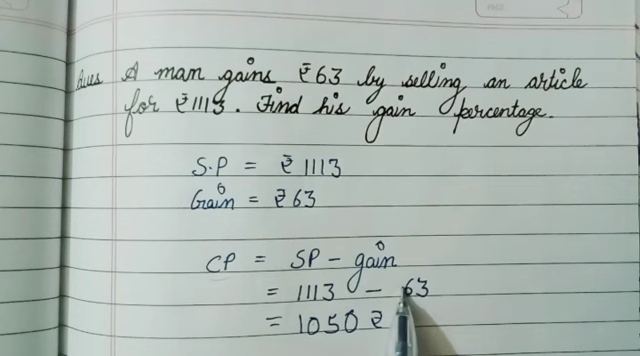 Ques A man gains ₹63 by selling an article
for ₹1113. Find his gain percentage.
S.P = ₹1113
Gain = ₹63
CP = SP - gain
= 1113 - 63
= 1050 ₹